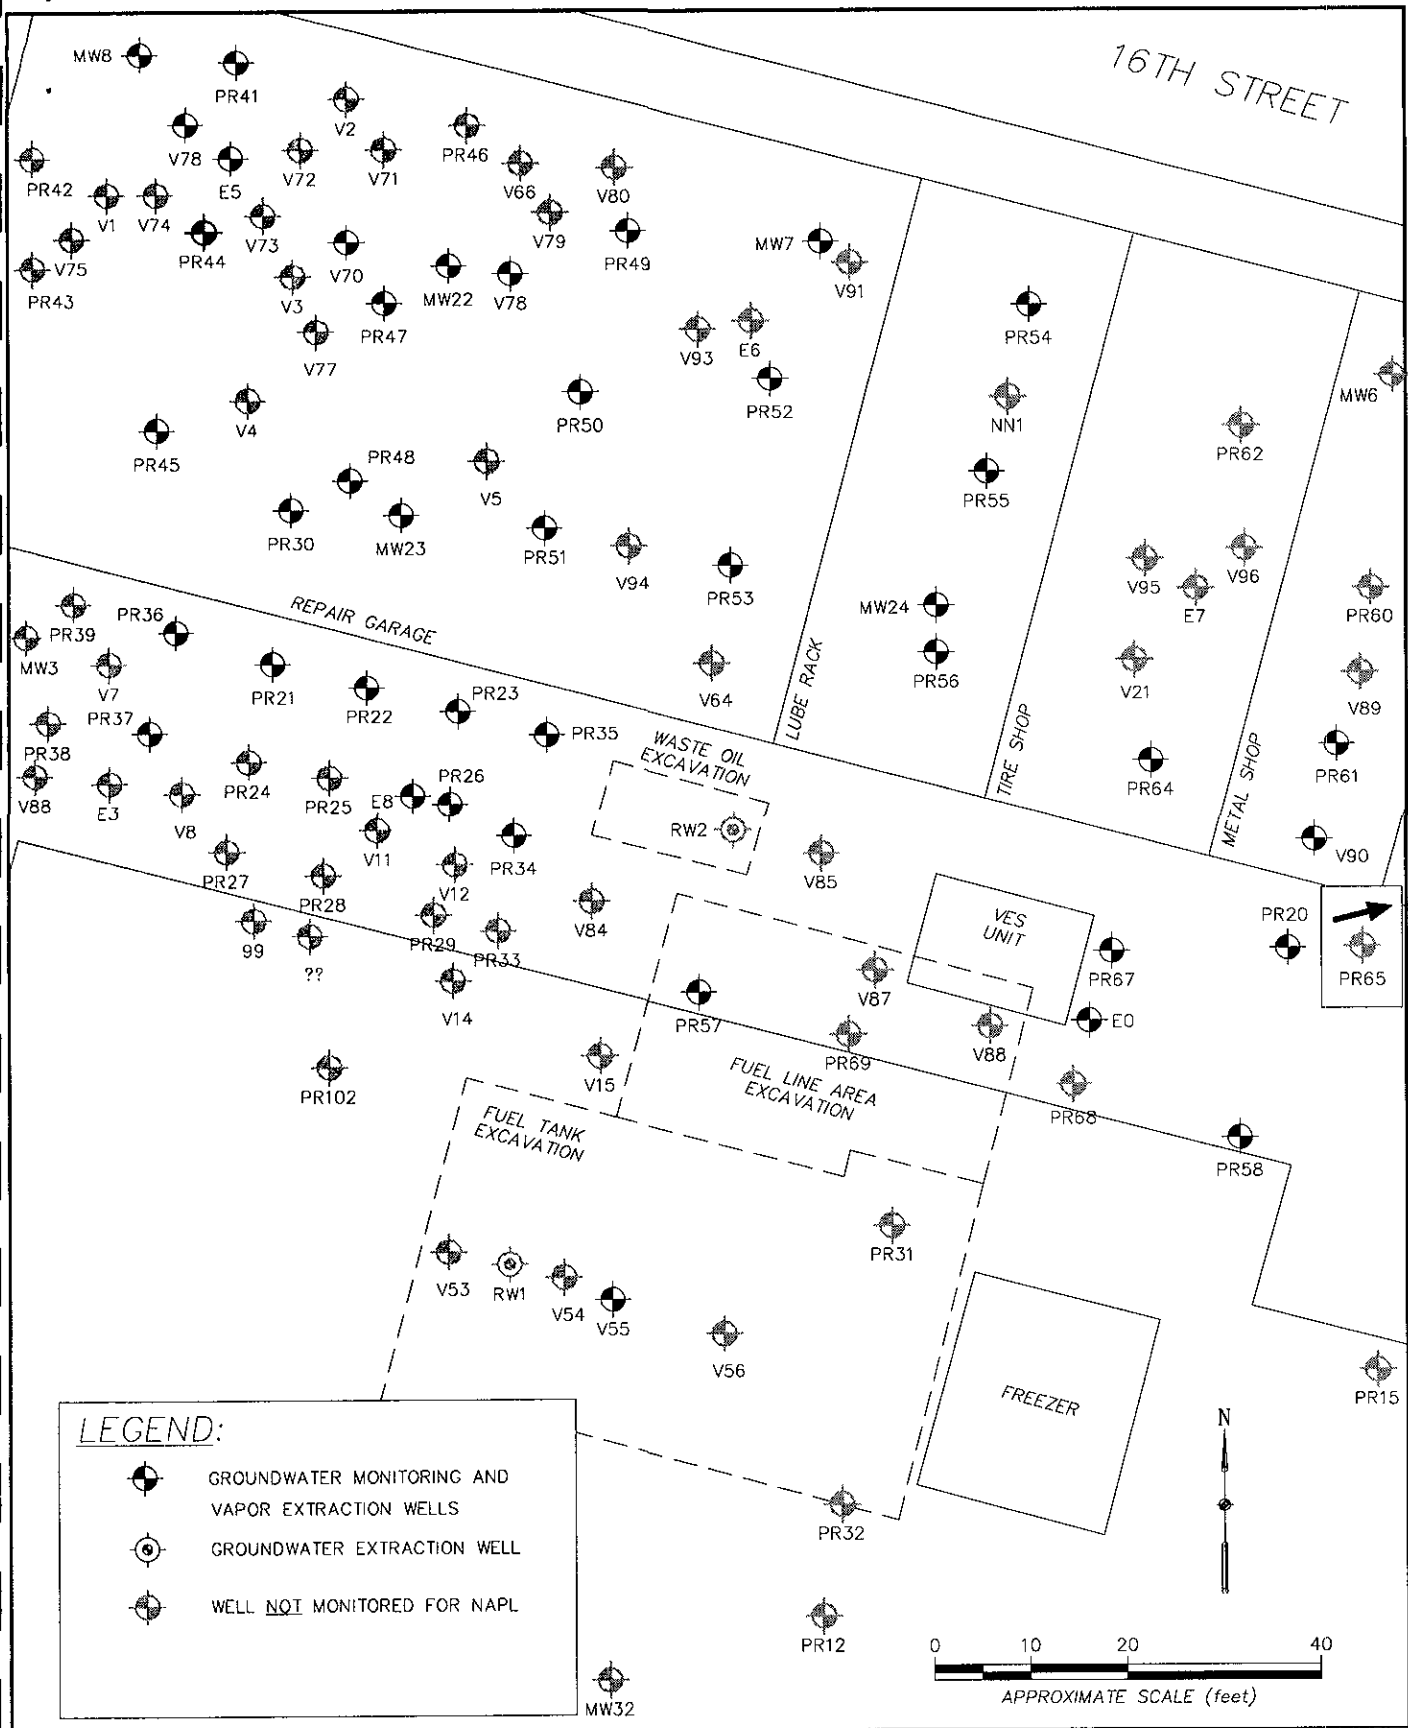 16TH STREET
MW8
PR41
V2
V78
E5
V72
V71
PR46
V66
V80
PR42
V1
V74
PR44
V73
V70
V79
PR49
MW7
V91
V75
PR43
V3
PR47
MW22
V78
V77
V93
E6
PR54
PR52
NN1
MW6
V4
PR50
PR62
PR45
PR48
V5
PR55
PR30
MW23
PR51
V94
PR53
V95
E7
V96
PR60
MW24
PR56
REPAIR GARAGE
PR39
PR36
MW3
V7
PR21
PR22
PR23
PR35
V64
V21
V89
LUBE RACK
TIRE SHOP
METAL SHOP
PR37
PR38
V88
E3
V8
PR24
PR25
E8
PR26
V11
PR34
WASTE OIL
EXCAVATION
RW2
V85
PR64
PR61
V90
PR27
PR28
V12
PR29
PR33
V84
99
??
V14
VES
UNIT
PR67
PR20
PR65
V87
PR57
PR69
V88
E0
PR102
V15
FUEL LINE AREA
EXCAVATION
PR68
PR58
FUEL TANK
EXCAVATION
PR31
V53
RW1
V54
V55
V56
FREEZER
PR15
PR32
PR12
MW32
LEGEND:
GROUNDWATER MONITORING AND
VAPOR EXTRACTION WELLS
GROUNDWATER EXTRACTION WELL
WELL NOT MONITORED FOR NAPL
N
0 10 20 40
APPROXIMATE SCALE (feet)